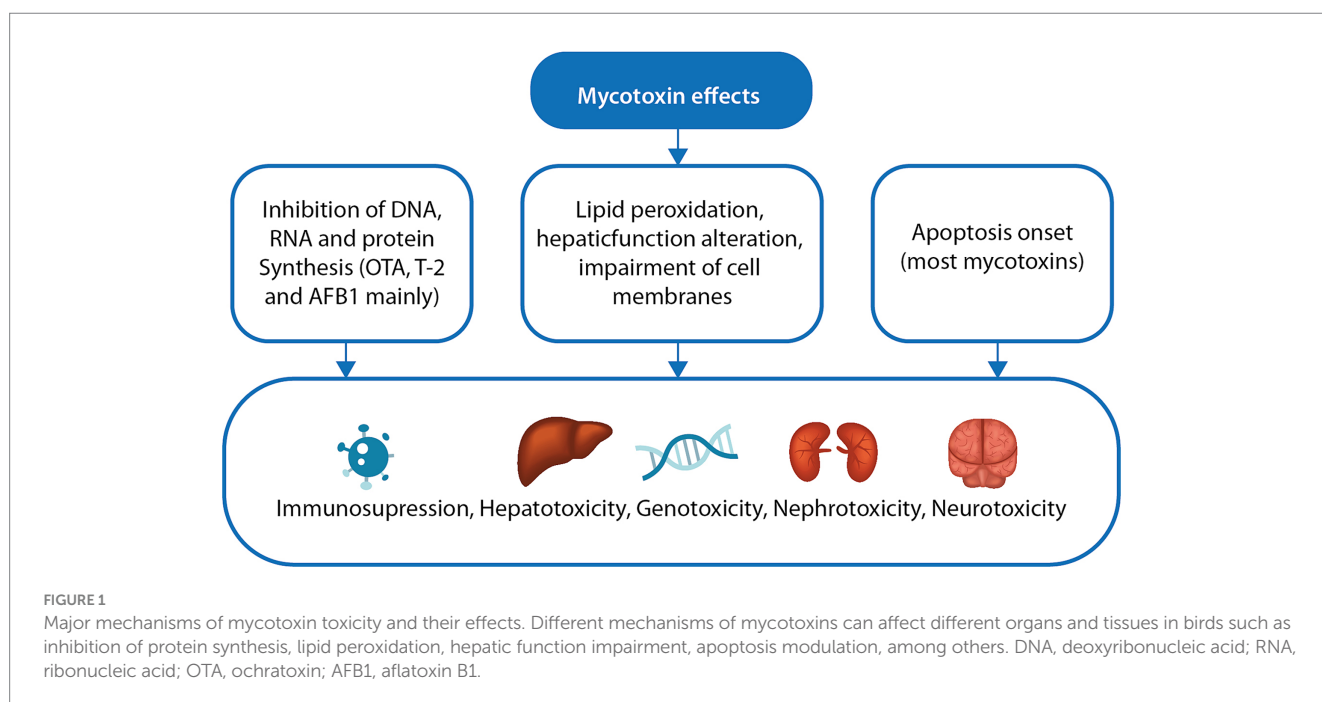 Mycotoxin effects
Inhibition of DNA,
RNA and protein
Synthesis (OTA, T-2
and AFB1 mainly)
Lipid peroxidation,
hepaticfunction alteration,
impairment of cell
membranes
Apoptosis onset
(most mycotoxins)
Immunosupression, Hepatotoxicity, Genotoxicity, Nephrotoxicity, Neurotoxicity
FIGURE 1
Major mechanisms of mycotoxin toxicity and their effects. Different mechanisms of mycotoxins can affect different organs and tissues in birds such as
inhibition of protein synthesis, lipid peroxidation, hepatic function impairment, apoptosis modulation, among others. DNA, deoxyribonucleic acid; RNA,
ribonucleic acid; OTA, ochratoxin; AFB1, aflatoxin B1.